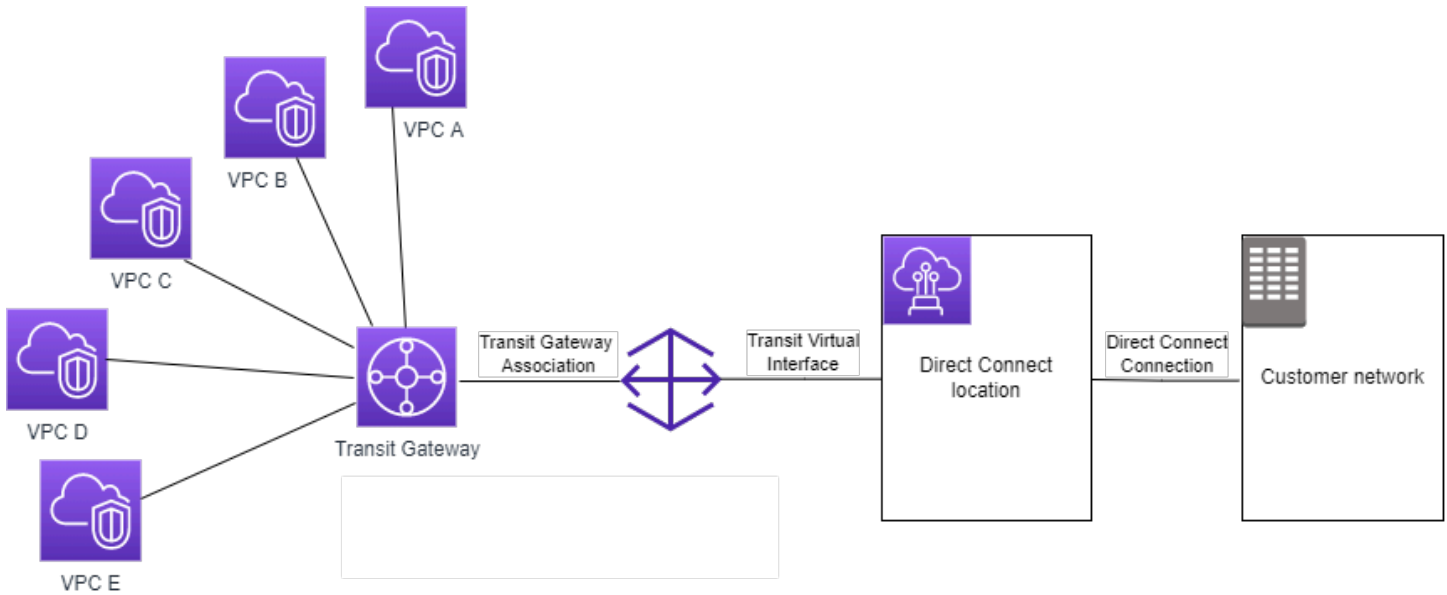 VPC A
VPC B
VPC C
VPC D
VPC E
Transit Gateway
Transit Gateway
Association
Transit Virtual
Interface
Direct Connect
location
Direct Connect
Connection
Customer network